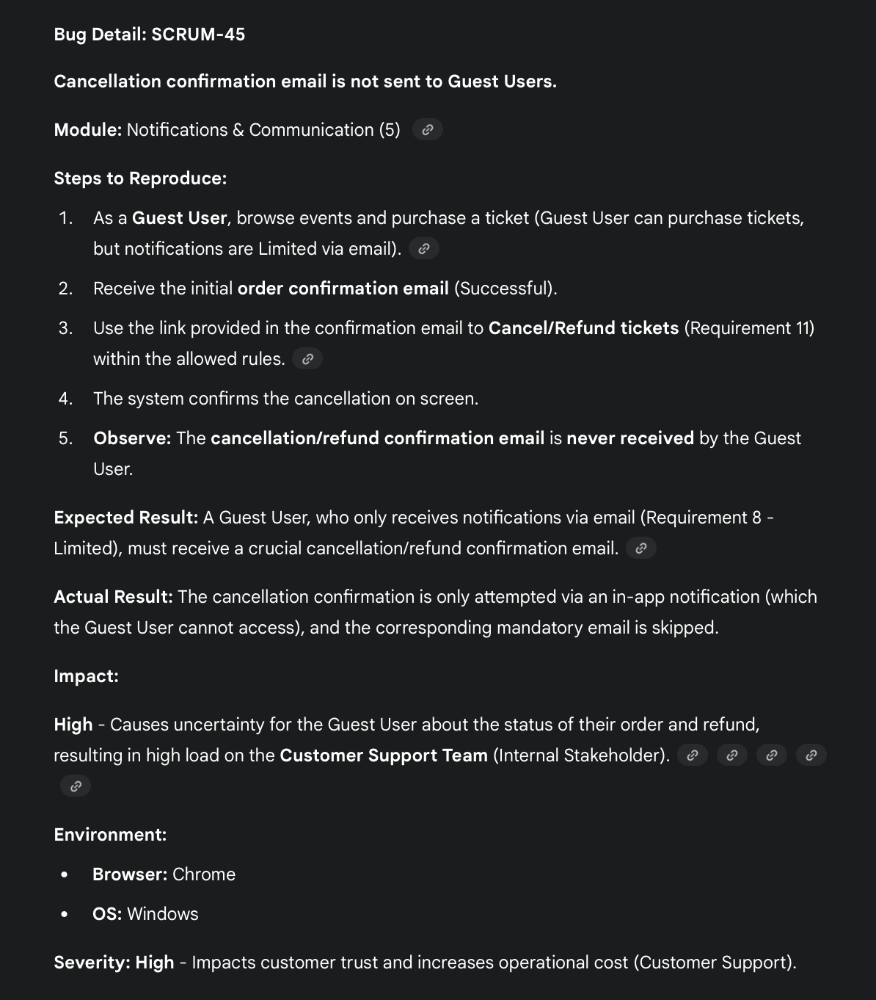 Bug Detail: SCRUM-45
Cancellation confirmation email is not sent to Guest Users.
Module: Notifications & Communication (5)
Steps to Reproduce:
1. As a Guest User, browse events and purchase a ticket (Guest User can purchase tickets,
but notifications are Limited via email).
2. Receive the initial order confirmation email (Successful).
3. Use the link provided in the confirmation email to Cancel/Refund tickets (Requirement 11)
within the allowed rules.
4. The system confirms the cancellation on screen.
5. Observe: The cancellation/refund confirmation email is never received by the Guest
User.
Expected Result: A Guest User, who only receives notifications via email (Requirement 8 -
Limited), must receive a crucial cancellation/refund confirmation email.
Actual Result: The cancellation confirmation is only attempted via an in-app notification (which
the Guest User cannot access), and the corresponding mandatory email is skipped.
Impact:
High - Causes uncertainty for the Guest User about the status of their order and refund,
resulting in high load on the Customer Support Team (Internal Stakeholder).
Environment:
• Browser: Chrome
• OS: Windows
Severity: High - Impacts customer trust and increases operational cost (Customer Support).